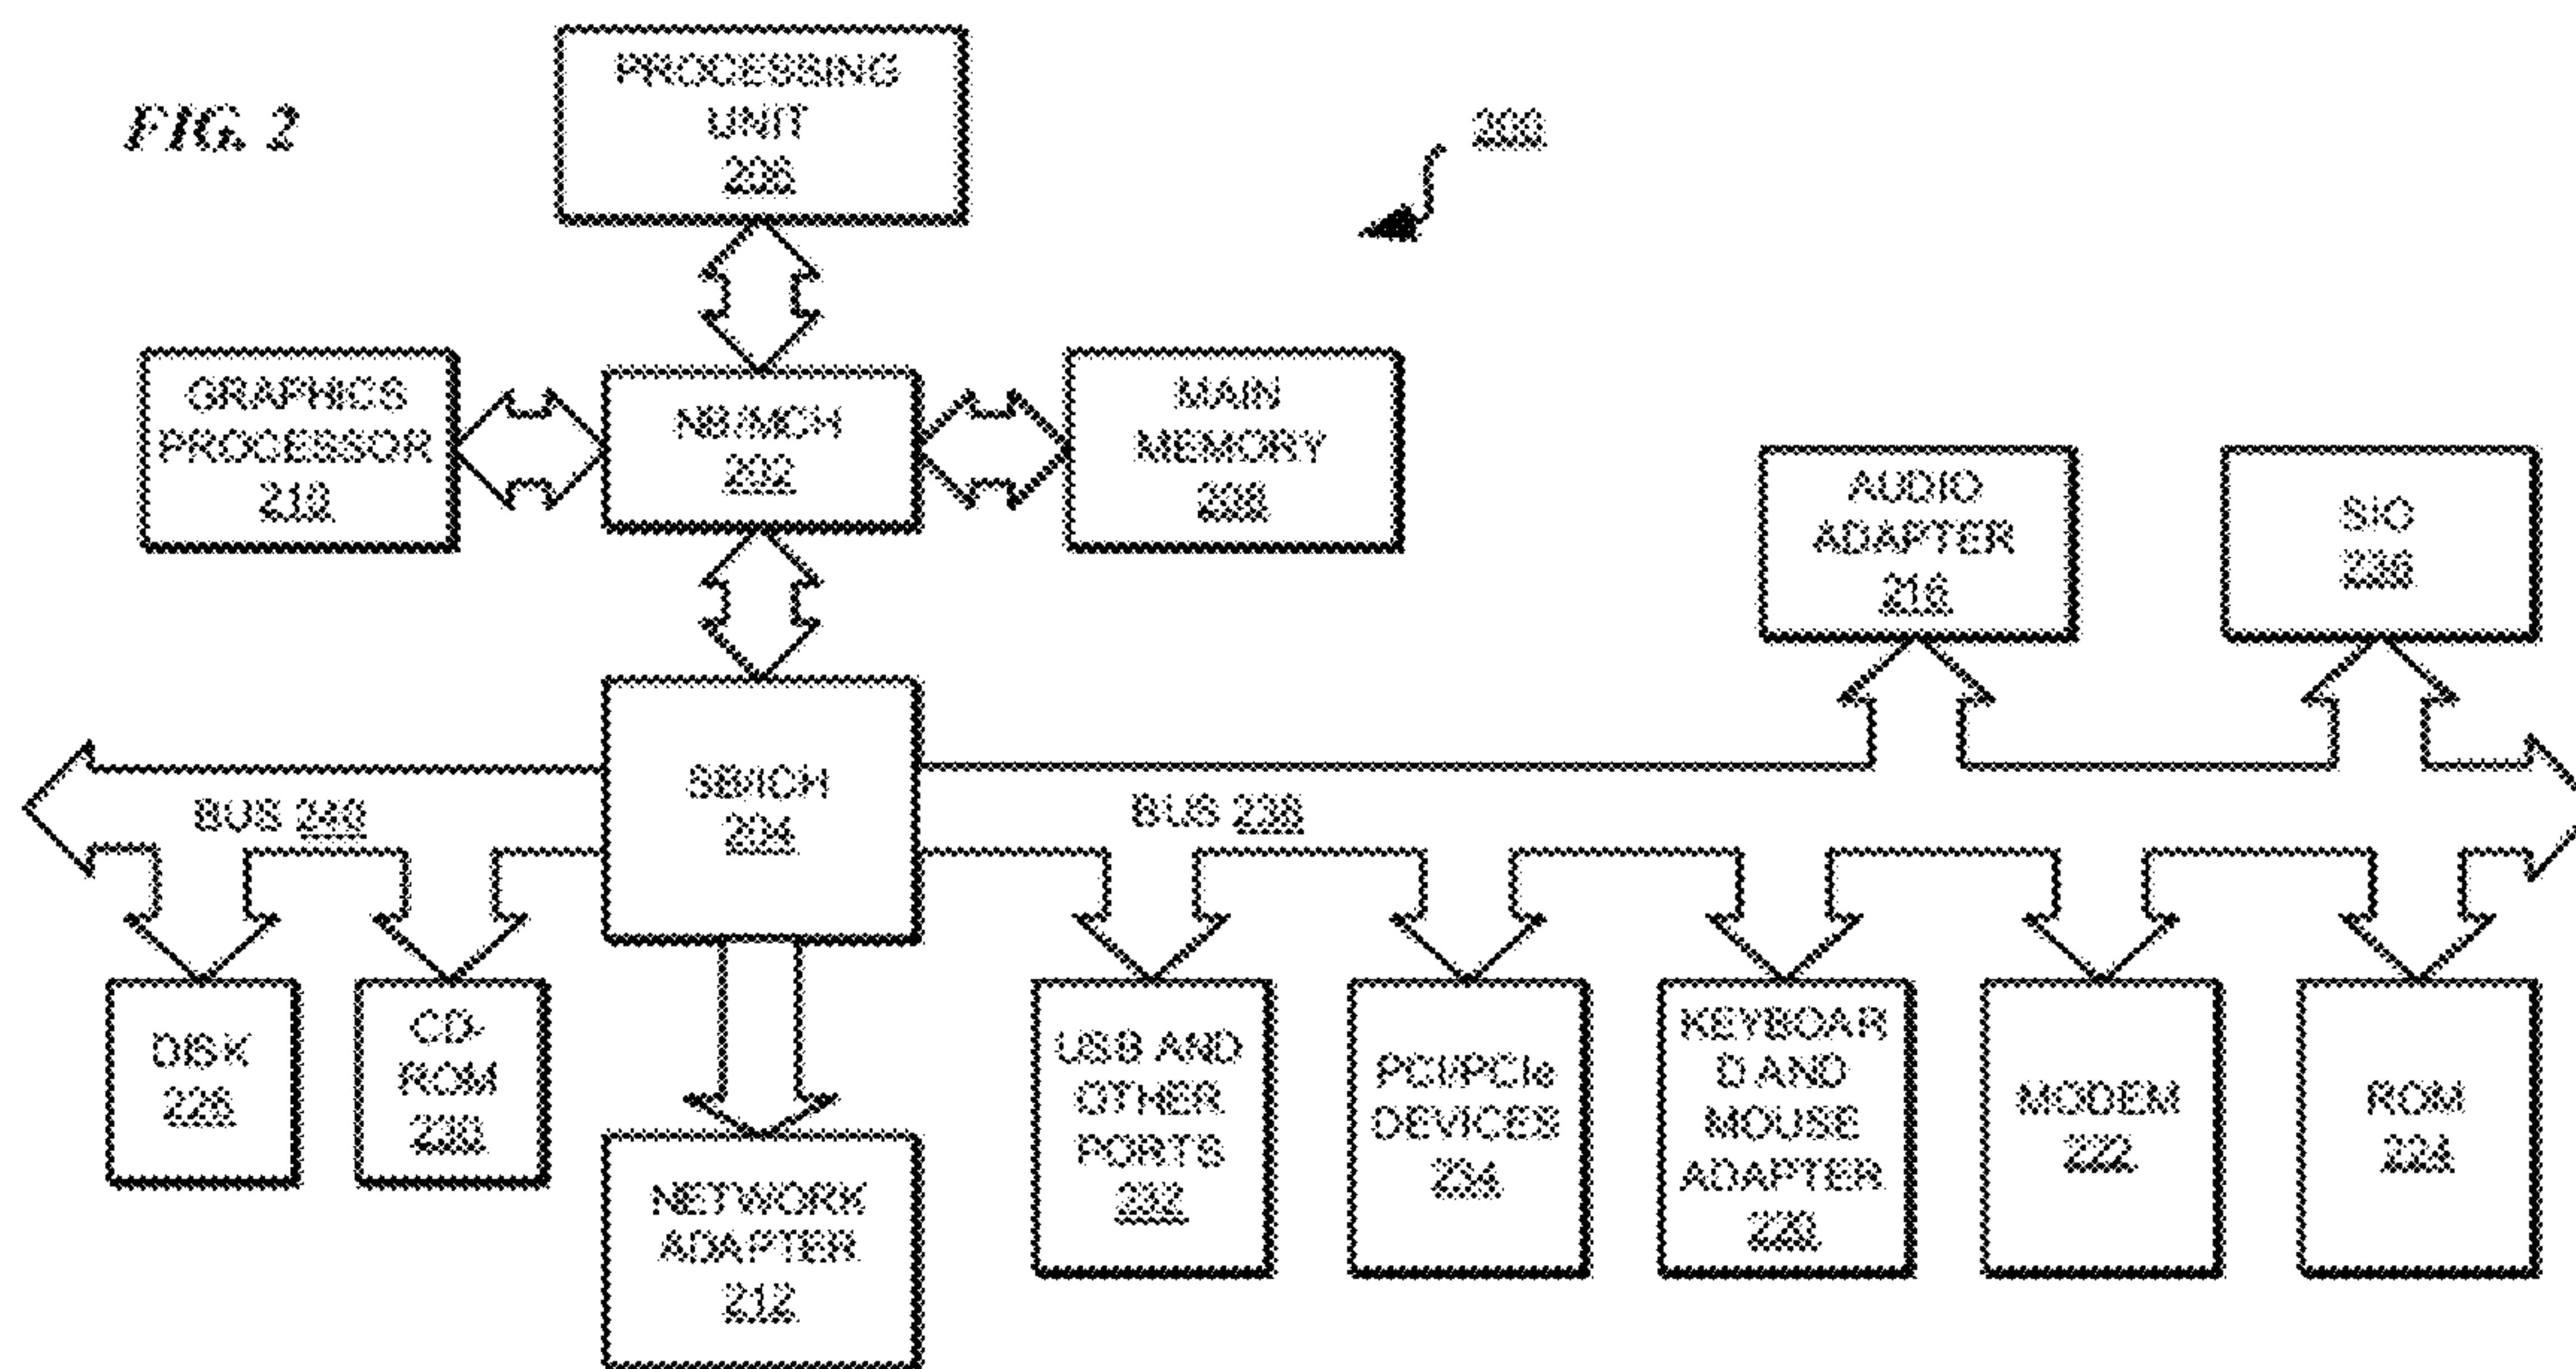 FIG. 2
PROCESSING
UNIT
206
200
GRAPHICS
PROCESSOR
210
NB/MCH
202
MAIN
MEMORY
208
AUDIO
ADAPTER
216
SIO
236
SB/ICH
204
BUS 240
BUS 238
DISK
226
CD-
ROM
230
USB AND
OTHER
PORTS
232
PCI/PCIe
DEVICES
234
KEYBOAR
D AND
MOUSE
ADAPTER
220
MODEM
222
ROM
224
NETWORK
ADAPTER
212